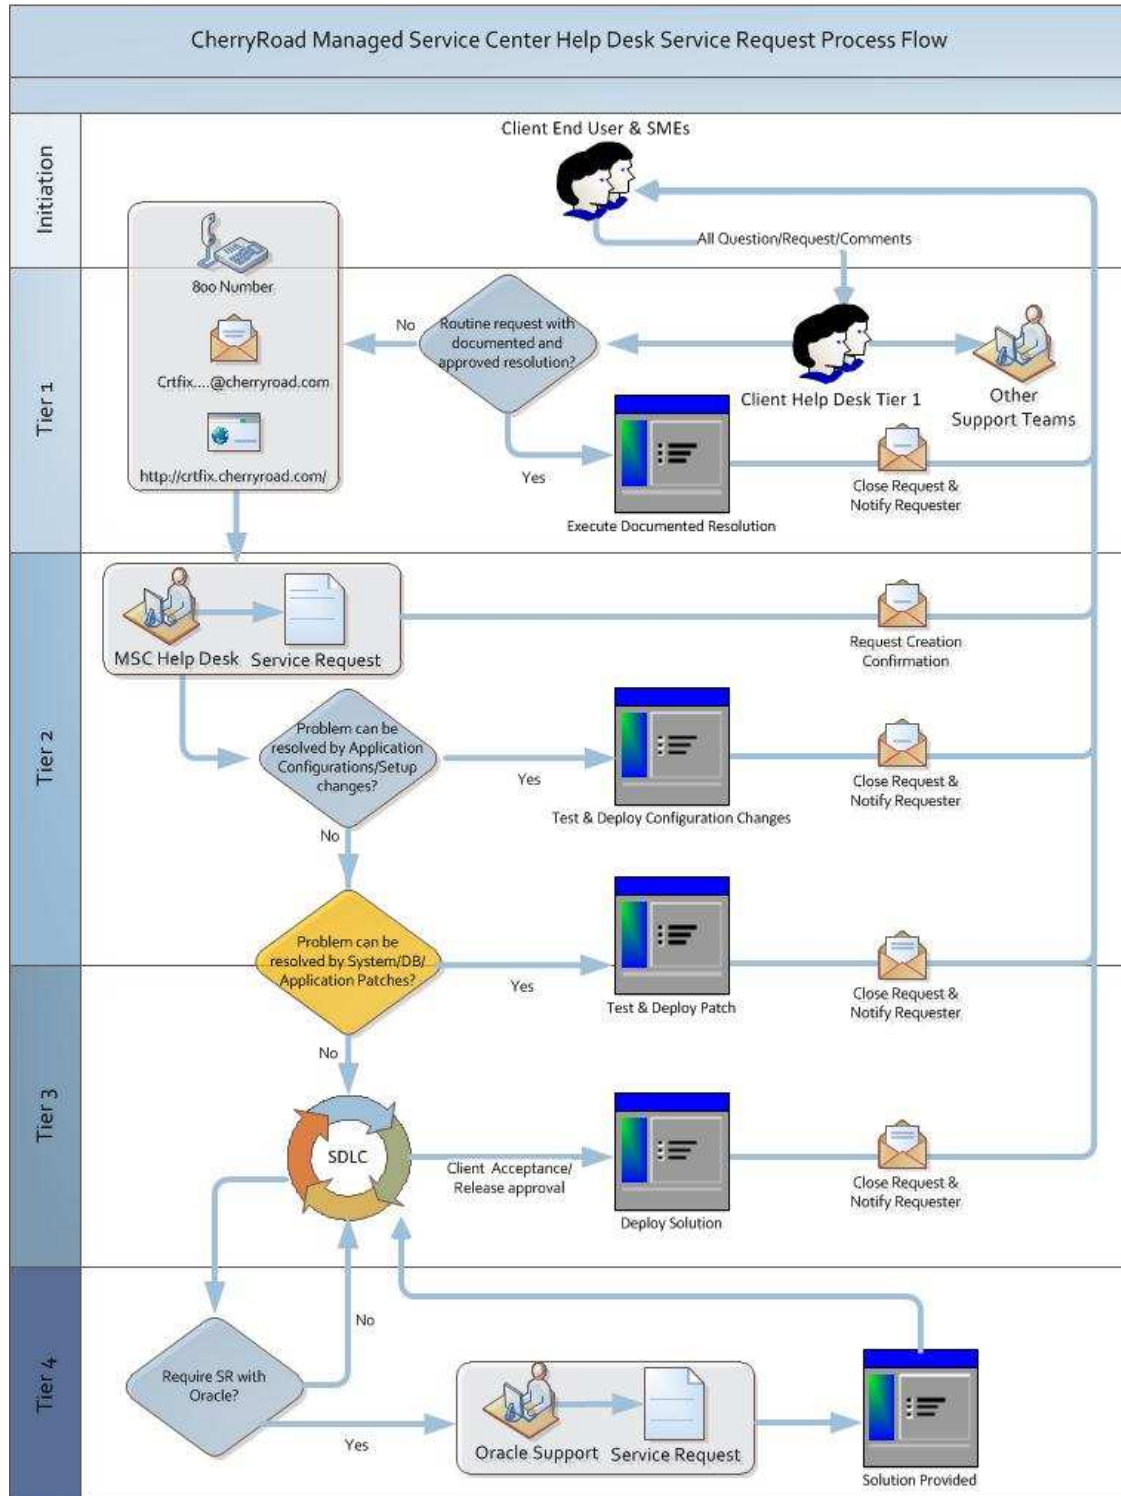 CherryRoad Managed Service Center Help Desk Service Request Process Flow
Initiation
Client End User & SMEs
All Question/Request/Comments
800 Number
Crtfix....@cherryroad.com
http://crtfix.cherryroad.com/
Tier 1
No
Routine request with
documented and
approved resolution?
Client Help Desk Tier 1
Other
Support Teams
Yes
Execute Documented Resolution
Close Request &
Notify Requester
Tier 2
MSC Help Desk
Service Request
Request Creation
Confirmation
Problem can be
resolved by Application
Configurations/Setup
changes?
Yes
Test & Deploy Configuration Changes
Close Request &
Notify Requester
No
Problem can be
resolved by System/DB/
Application Patches?
Yes
Test & Deploy Patch
Close Request &
Notify Requester
Tier 3
No
SDLC
Client Acceptance/
Release approval
Deploy Solution
Close Request &
Notify Requester
Tier 4
No
Require SR with
Oracle?
Yes
Oracle Support
Service Request
Solution Provided